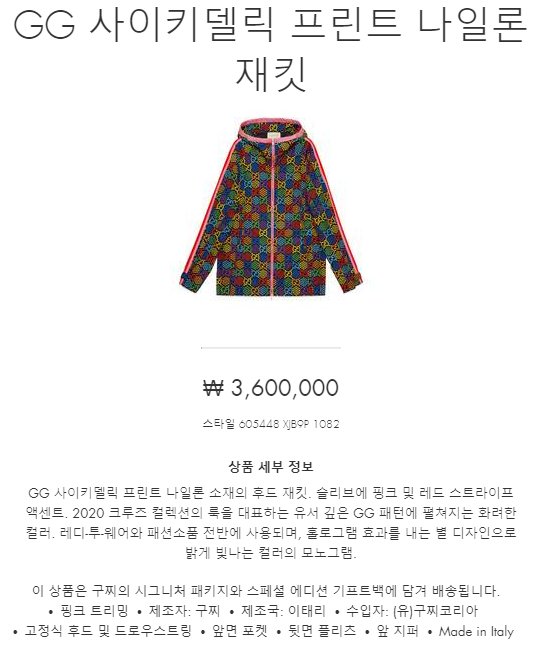 GG 사이키델릭 프린트 나일론
재킷
₩ 3,600,000
스타일 605448 XJB9P 1082
상품 세부 정보
GG 사이키델릭 프린트 나일론 소재의 후드 재킷. 슬리브에 핑크 및 레드 스트라이프
액센트. 2020 크루즈 컬렉션의 룩을 대표하는 유서 깊은 GG 패턴에 펼쳐지는 화려한
컬러. 레디-투-웨어와 패션소품 전반에 사용되며, 홀로그램 효과를 내는 별 디자인으로
밝게 빛나는 컬러의 모노그램.
이 상품은 구찌의 시그니처 패키지와 스페셜 에디션 기프트백에 담겨 배송됩니다.
• 핑크 트리밍 • 제조자: 구찌 • 제조국: 이태리 • 수입자: (유)구찌코리아
• 고정식 후드 및 드로우스트링 • 앞면 포켓 • 뒷면 플리츠 • 앞 지퍼 • Made in Italy